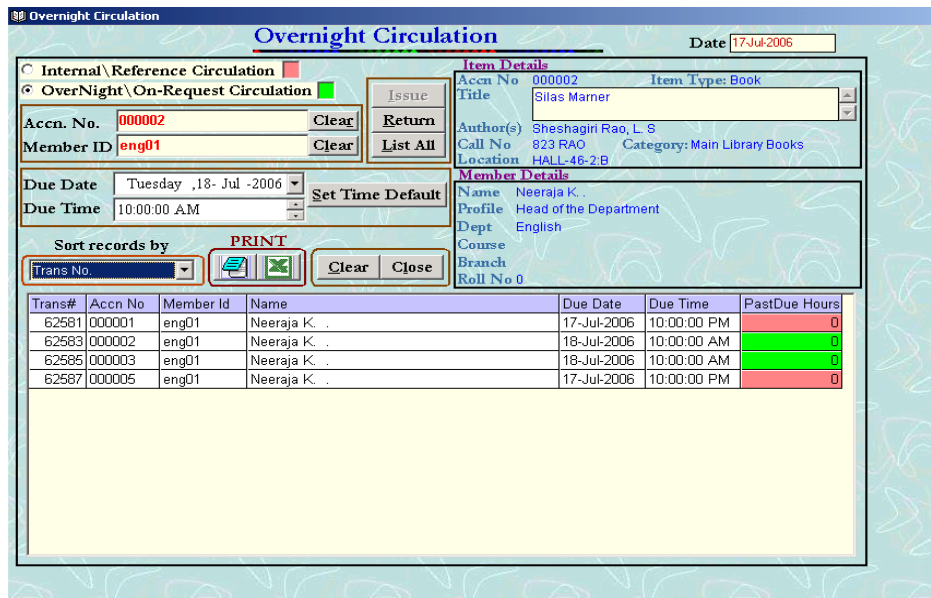 Overnight Circulation
Overnight Circulation
Date 17-Jul-2006
Internal\Reference Circulation
OverNight\On-Request Circulation
Issue
Accn. No. 000002 Clear Return
Member ID eng01 Clear List All
Due Date Tuesday ,18- Jul -2006
Due Time 10:00:00 AM
Set Time Default
Sort records by
Trans No.
PRINT
Clear Close
Item Details
Accn No 000002 Item Type: Book
Title Silas Marner
Author(s) Sheshagiri Rao, L. S
Call No 823 RAO Category: Main Library Books
Location HALL-46-2:B
Member Details
Name Neeraja K. .
Profile Head of the Department
Dept English
Course
Branch
Roll No 0
Trans# Accn No Member Id Name Due Date Due Time PastDue Hours
62581 000001 eng01 Neeraja K. . 17-Jul-2006 10:00:00 PM 0
62583 000002 eng01 Neeraja K. . 18-Jul-2006 10:00:00 AM 0
62585 000003 eng01 Neeraja K. . 18-Jul-2006 10:00:00 AM 0
62587 000005 eng01 Neeraja K. . 17-Jul-2006 10:00:00 PM 0